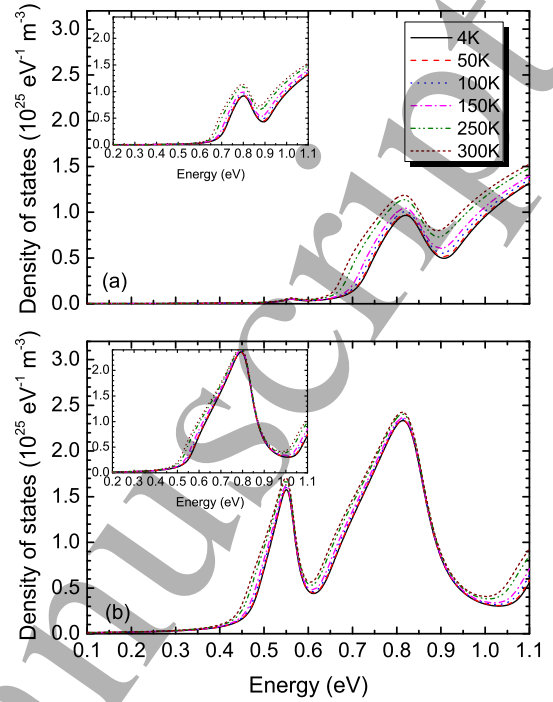 3.0
2.5
2.0
1.5
1.0
0.5
0.0
Density of states (10²⁵ eV⁻¹ m⁻³)
2.0
1.5
1.0
0.5
0.0
0.2 0.3 0.4 0.5 0.6 0.7 0.8 0.9 1.1
Energy (eV)
4K
50K
100K
150K
250K
300K
(a)
3.0
2.5
2.0
1.5
1.0
0.5
0.0
Density of states (10²⁵ eV⁻¹ m⁻³)
2.0
1.5
1.0
0.5
0.0
0.2 0.3 0.4 0.5 0.6 0.7 0.8 0.9 1.0 1.1
Energy (eV)
(b)
0.1 0.2 0.3 0.4 0.5 0.6 0.7 0.8 0.9 1.0 1.1
Energy (eV)
nuscript